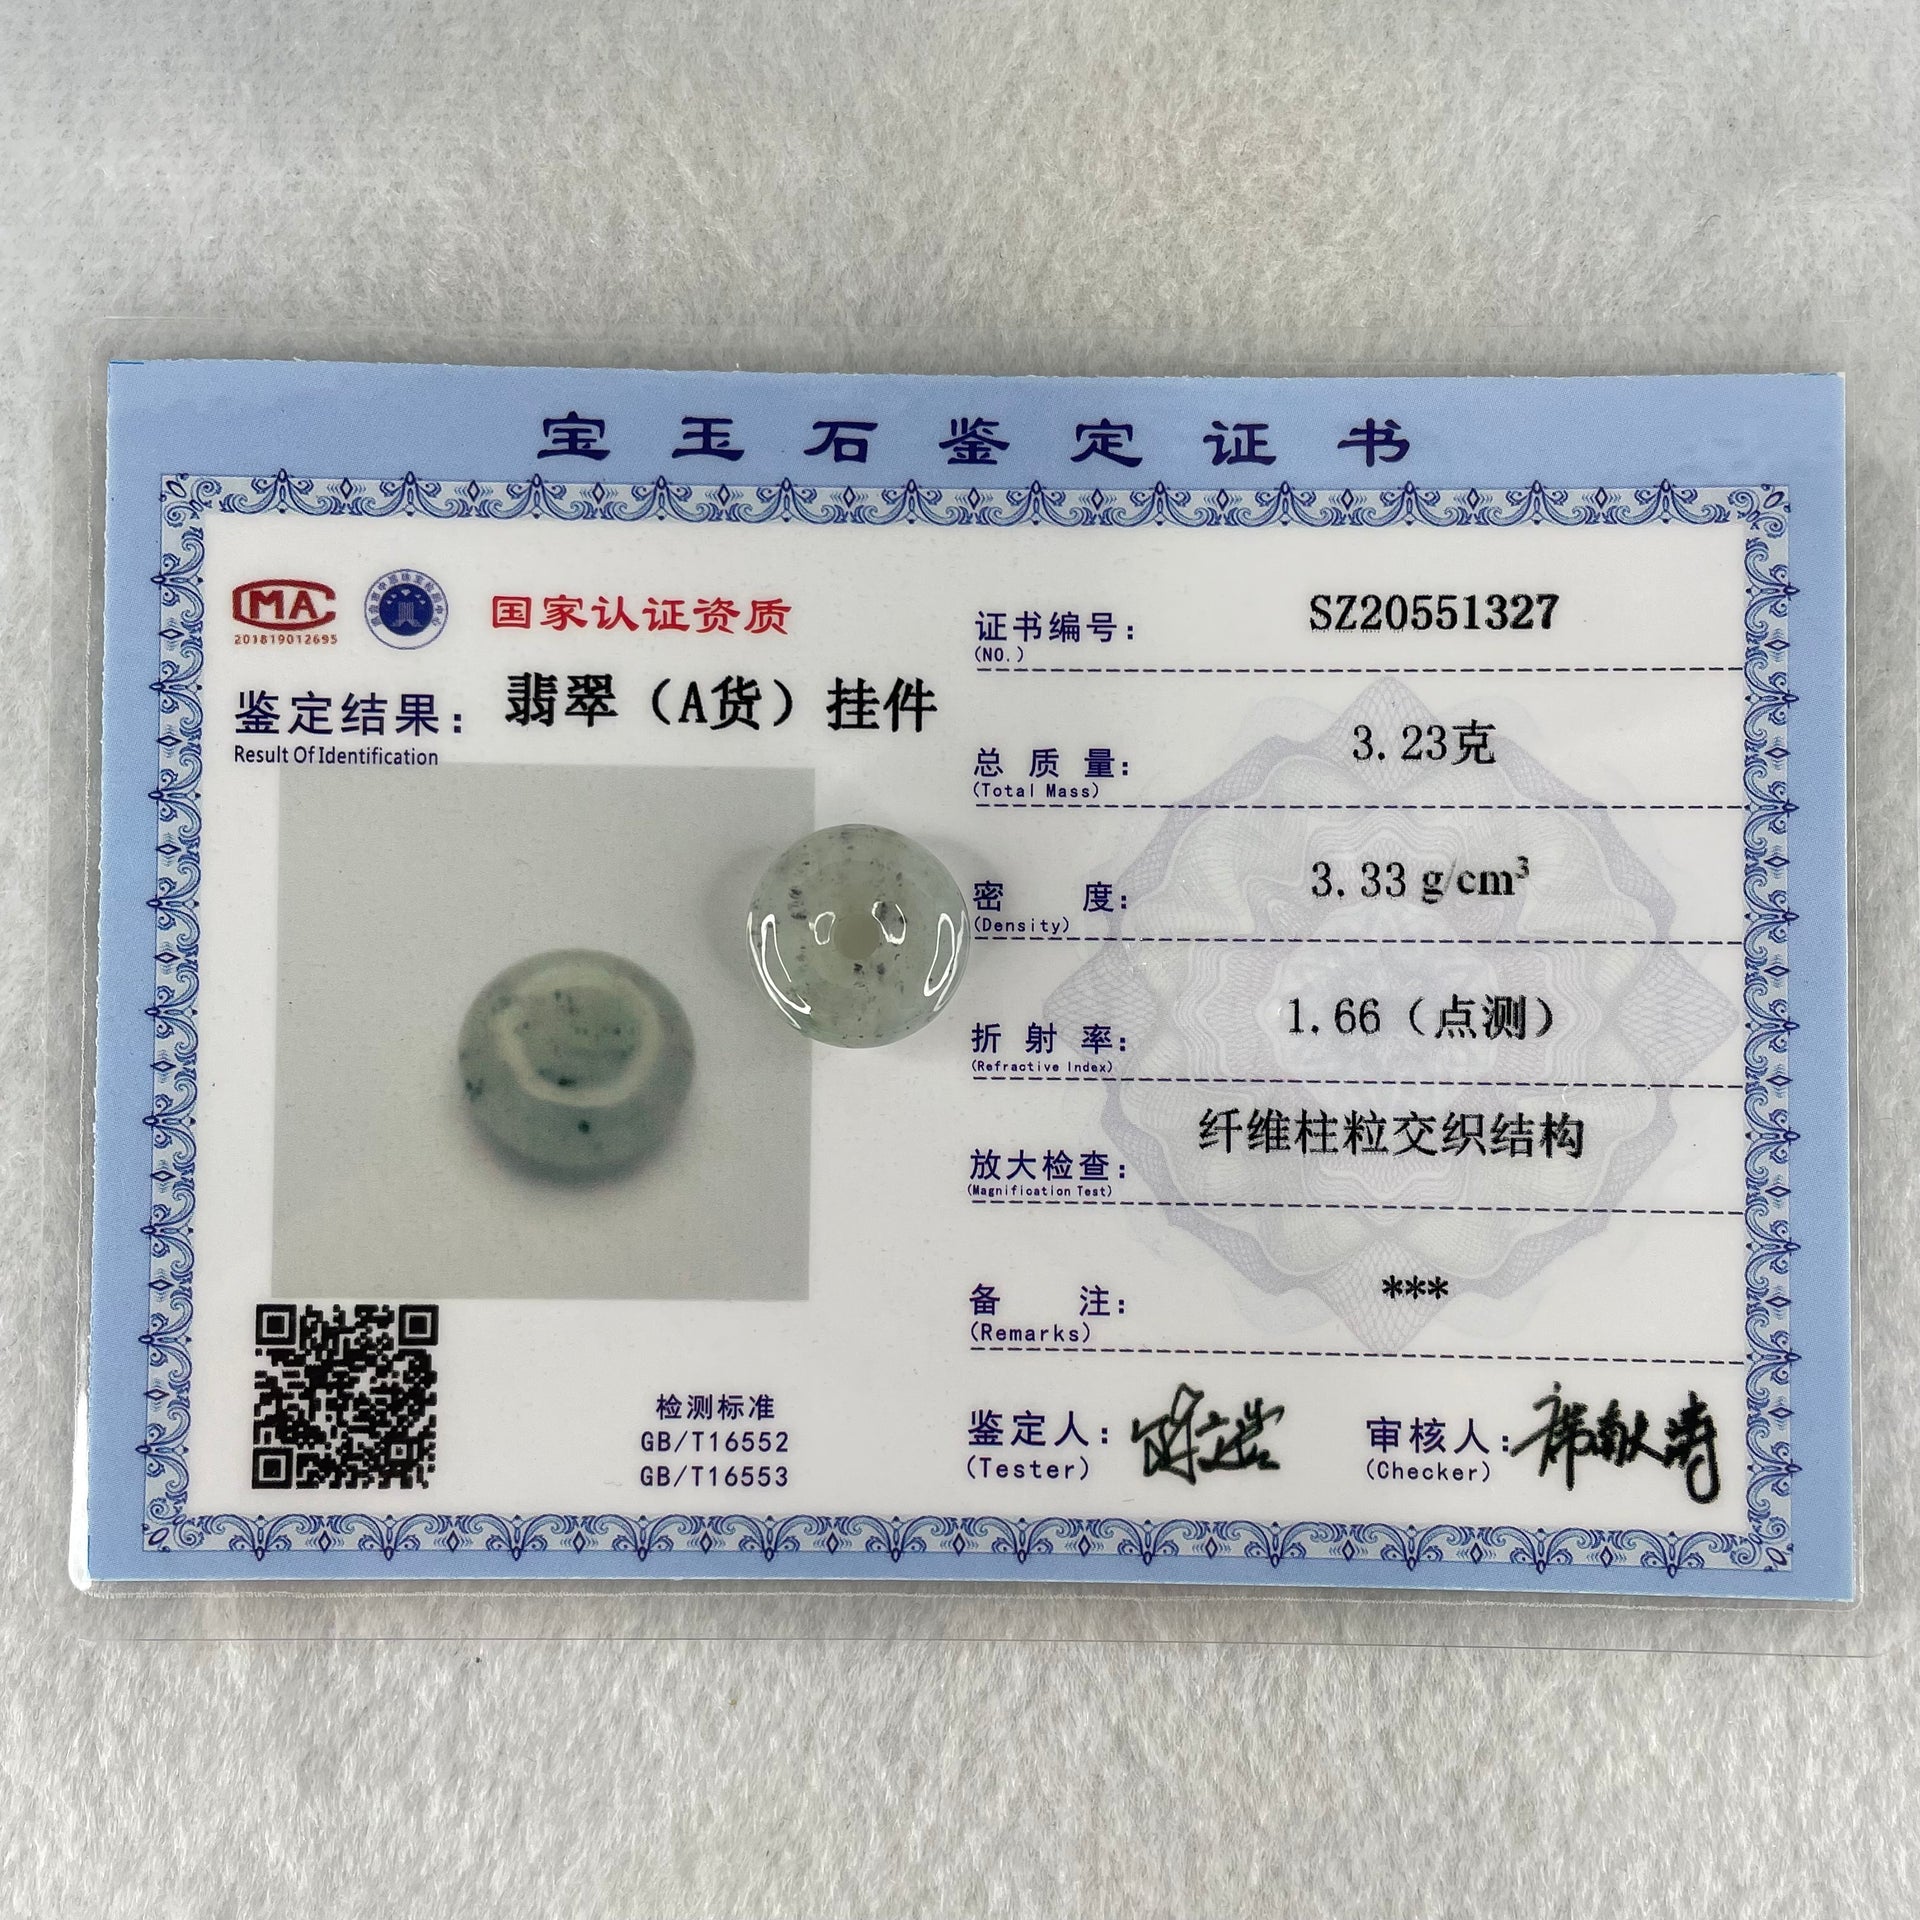 宝玉石鉴定证书
CMA
201819012695
国家认证资质
鉴定结果：翡翠（A货）挂件
Result Of Identification
检测标准
GB/T16552
GB/T16553
证书编号：SZ20551327
(NO.)
总质量：3.23克
(Total Mass)
密度：3.33 g/cm³
(Density)
折射率：1.66（点测）
(Refractive Index)
放大检查：纤维柱粒交织结构
(Magnification Test)
备注：***
(Remarks)
鉴定人：
(Tester)
审核人：
(Checker)